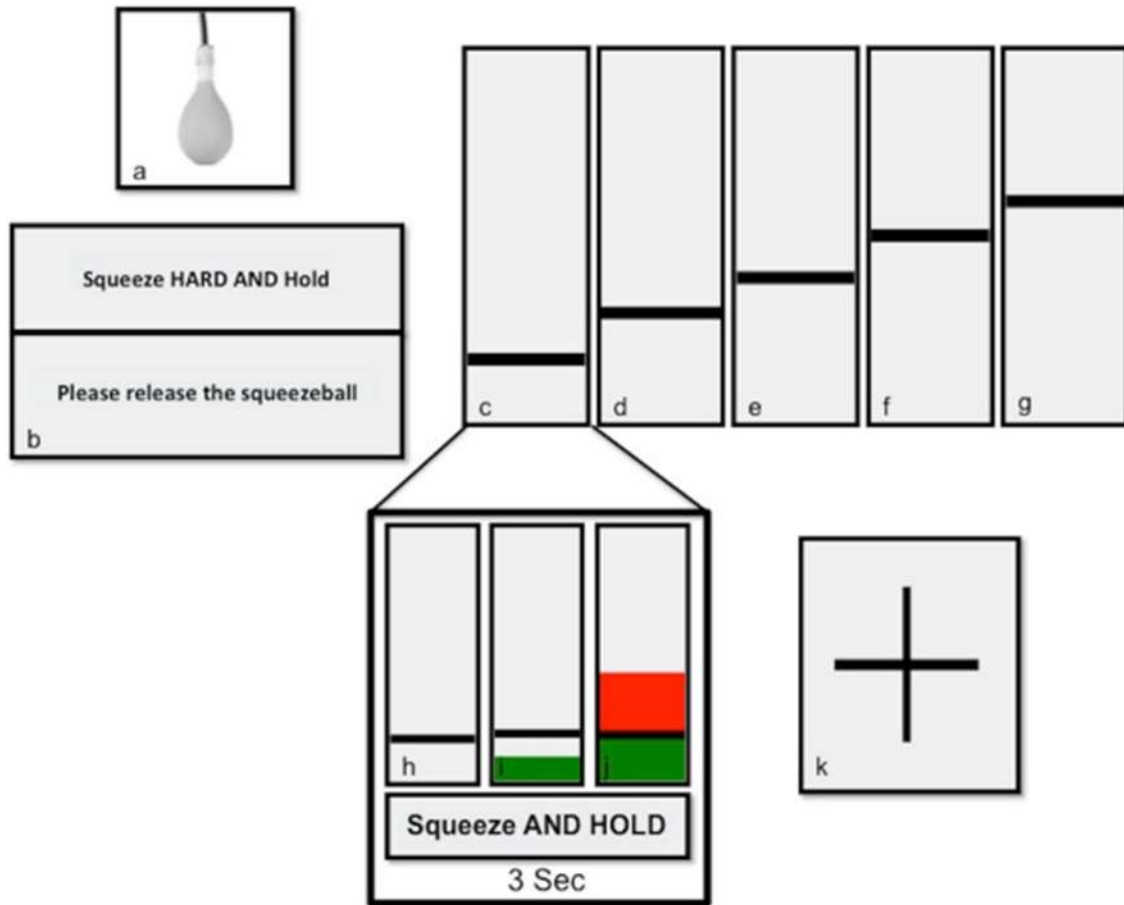 a
Squeeze HARD AND Hold
Please release the squeezeball
b
c
d
e
f
g
h
i
j
Squeeze AND HOLD
3 Sec
k